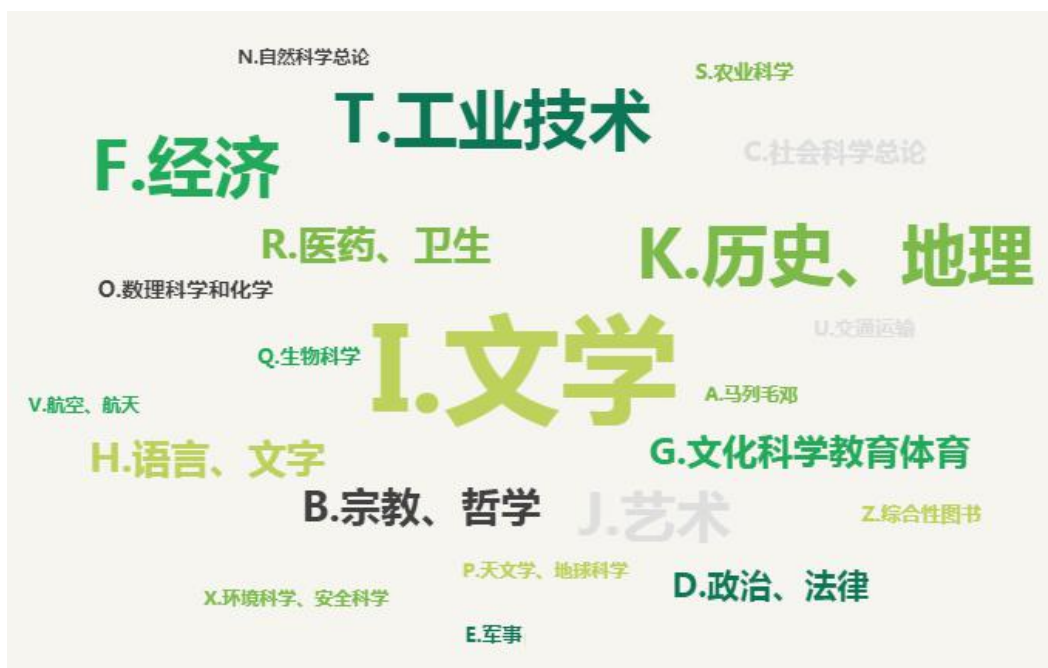 N.自然科学总论
S.农业科学
T.工业技术
F.经济
C.社会科学总论
R.医药、卫生
K.历史、地理
O.数理科学和化学
U.交通运输
Q.生物科学
I.文学
A.马列毛邓
V.航空、航天
H.语言、文字
G.文化科学教育体育
B.宗教、哲学
J.艺术
Z.综合性图书
P.天文学、地球科学
D.政治、法律
X.环境科学、安全科学
E.军事